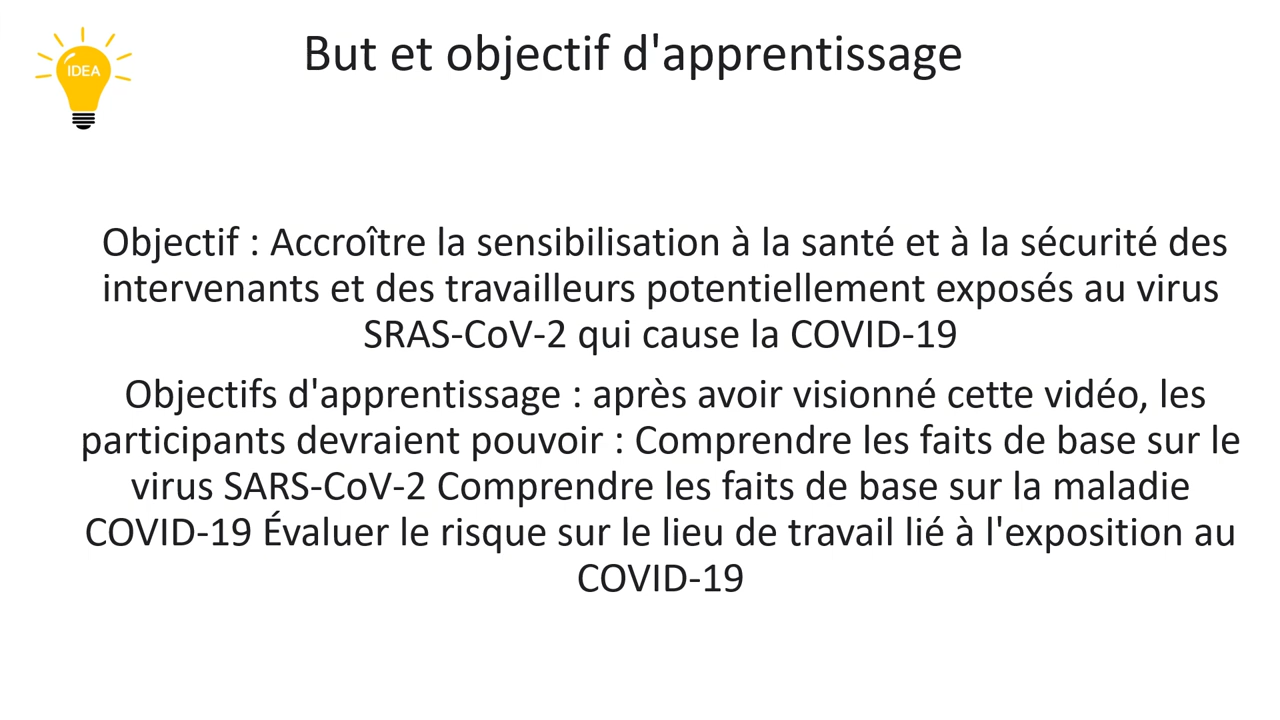 IDEA
But et objectif d'apprentissage
Objectif : Accroître la sensibilisation à la santé et à la sécurité des
intervenants et des travailleurs potentiellement exposés au virus
SRAS-CoV-2 qui cause la COVID-19
Objectifs d'apprentissage : après avoir visionné cette vidéo, les
participants devraient pouvoir : Comprendre les faits de base sur le
virus SARS-CoV-2 Comprendre les faits de base sur la maladie
COVID-19 Évaluer le risque sur le lieu de travail lié à l'exposition au
COVID-19